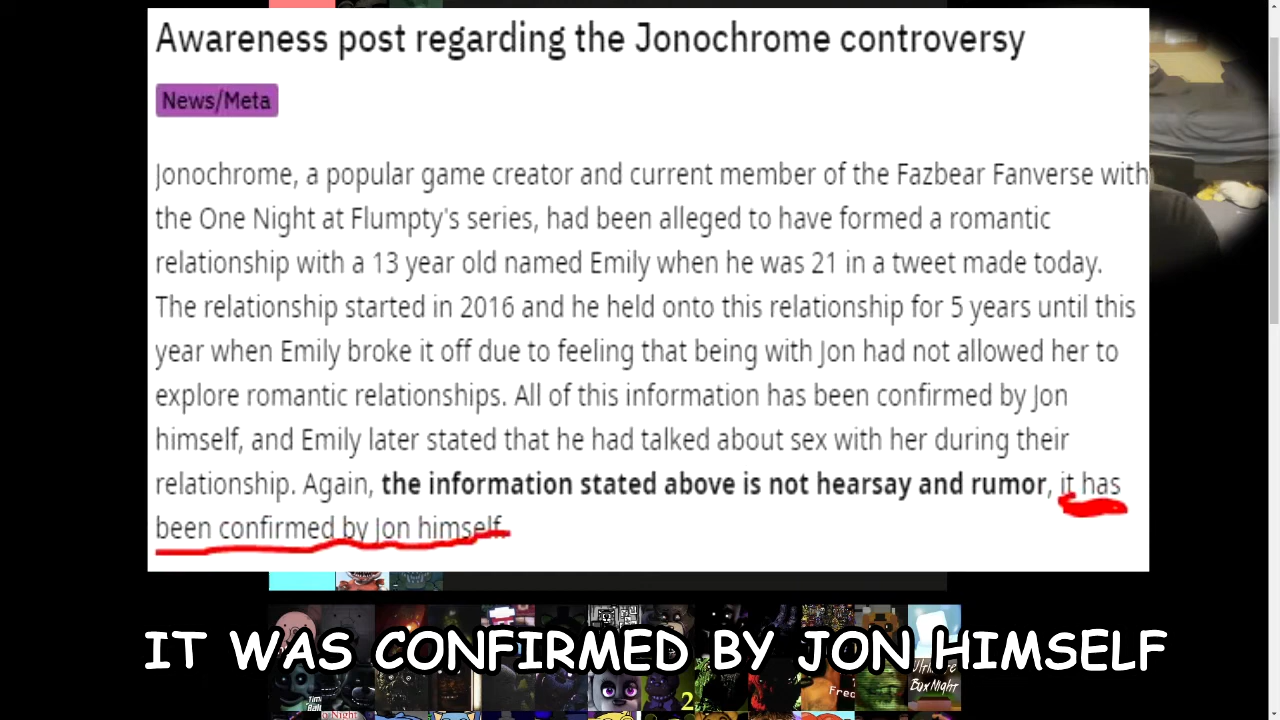 Awareness post regarding the Jonochrome controversy
News/Meta
Jonochrome, a popular game creator and current member of the Fazbear Fanverse with
the One Night at Flumpty's series, had been alleged to have formed a romantic
relationship with a 13 year old named Emily when he was 21 in a tweet made today.
The relationship started in 2016 and he held onto this relationship for 5 years until this
year when Emily broke it off due to feeling that being with Jon had not allowed her to
explore romantic relationships. All of this information has been confirmed by Jon
himself, and Emily later stated that he had talked about sex with her during their
relationship. Again, the information stated above is not hearsay and rumor, it has
been confirmed by Jon himself.
IT WAS CONFIRMED BY JON HIMSELF
Box Night
2
Night